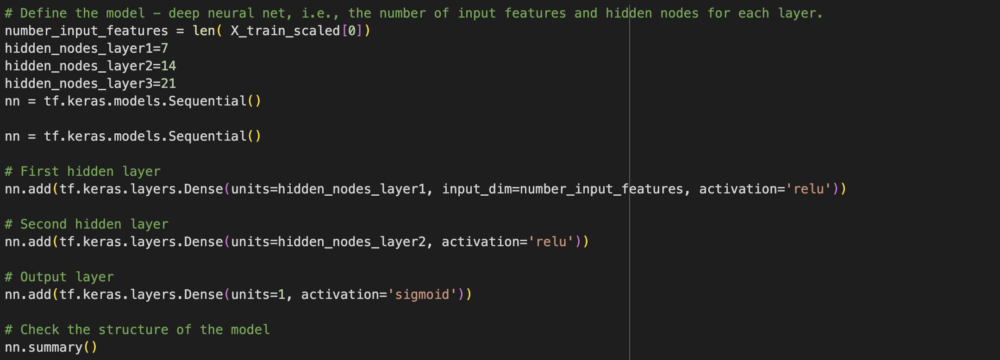 # Define the model – deep neural net, i.e., the number of input features and hidden nodes for each layer.
number_input_features = len( X_train_scaled[0])
hidden_nodes_layer1=7
hidden_nodes_layer2=14
hidden_nodes_layer3=21
nn = tf.keras.models.Sequential()
nn = tf.keras.models.Sequential()
# First hidden layer
nn.add(tf.keras.layers.Dense(units=hidden_nodes_layer1, input_dim=number_input_features, activation='relu'))
# Second hidden layer
nn.add(tf.keras.layers.Dense(units=hidden_nodes_layer2, activation='relu'))
# Output layer
nn.add(tf.keras.layers.Dense(units=1, activation='sigmoid'))
# Check the structure of the model
nn.summary()